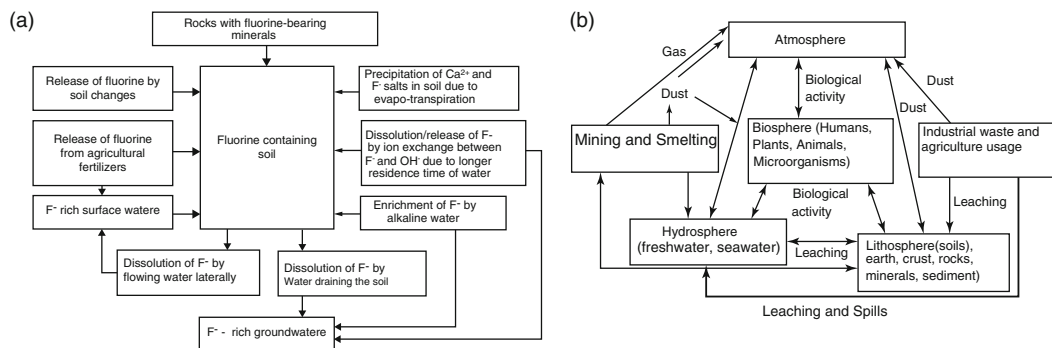 (a)
Rocks with fluorine-bearing
minerals
Release of fluorine by
soil changes
Release of fluorine
from agricultural
fertilizers
F⁻ rich surface watere
Fluorine containing
soil
Precipitation of Ca²⁺ and
F⁻ salts in soil due to
evapo-transpiration
Dissolution/release of F-
by ion exchange between
F⁻ and OH⁻ due to longer
residence time of water
Enrichment of F⁻ by
alkaline water
Dissolution of F⁻ by
flowing water laterally
Dissolution of F⁻ by
Water draining the soil
F⁻ - rich groundwatere
(b)
Atmosphere
Gas
Dust
Biological
activity
Dust
Dust
Mining and Smelting
Biosphere (Humans,
Plants, Animals,
Microorganisms)
Industrial waste and
agriculture usage
Biological
activity
Leaching
Hydrosphere
(freshwater, seawater)
Leaching
Lithosphere(soils),
earth, crust, rocks,
minerals, sediment)
Leaching and Spills